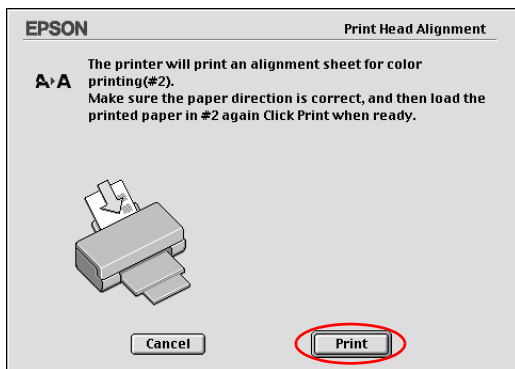 EPSON
Print Head Alignment
The printer will print an alignment sheet for color
A›A printing(#2).
Make sure the paper direction is correct, and then load the
printed paper in #2 again Click Print when ready.
Cancel
Print